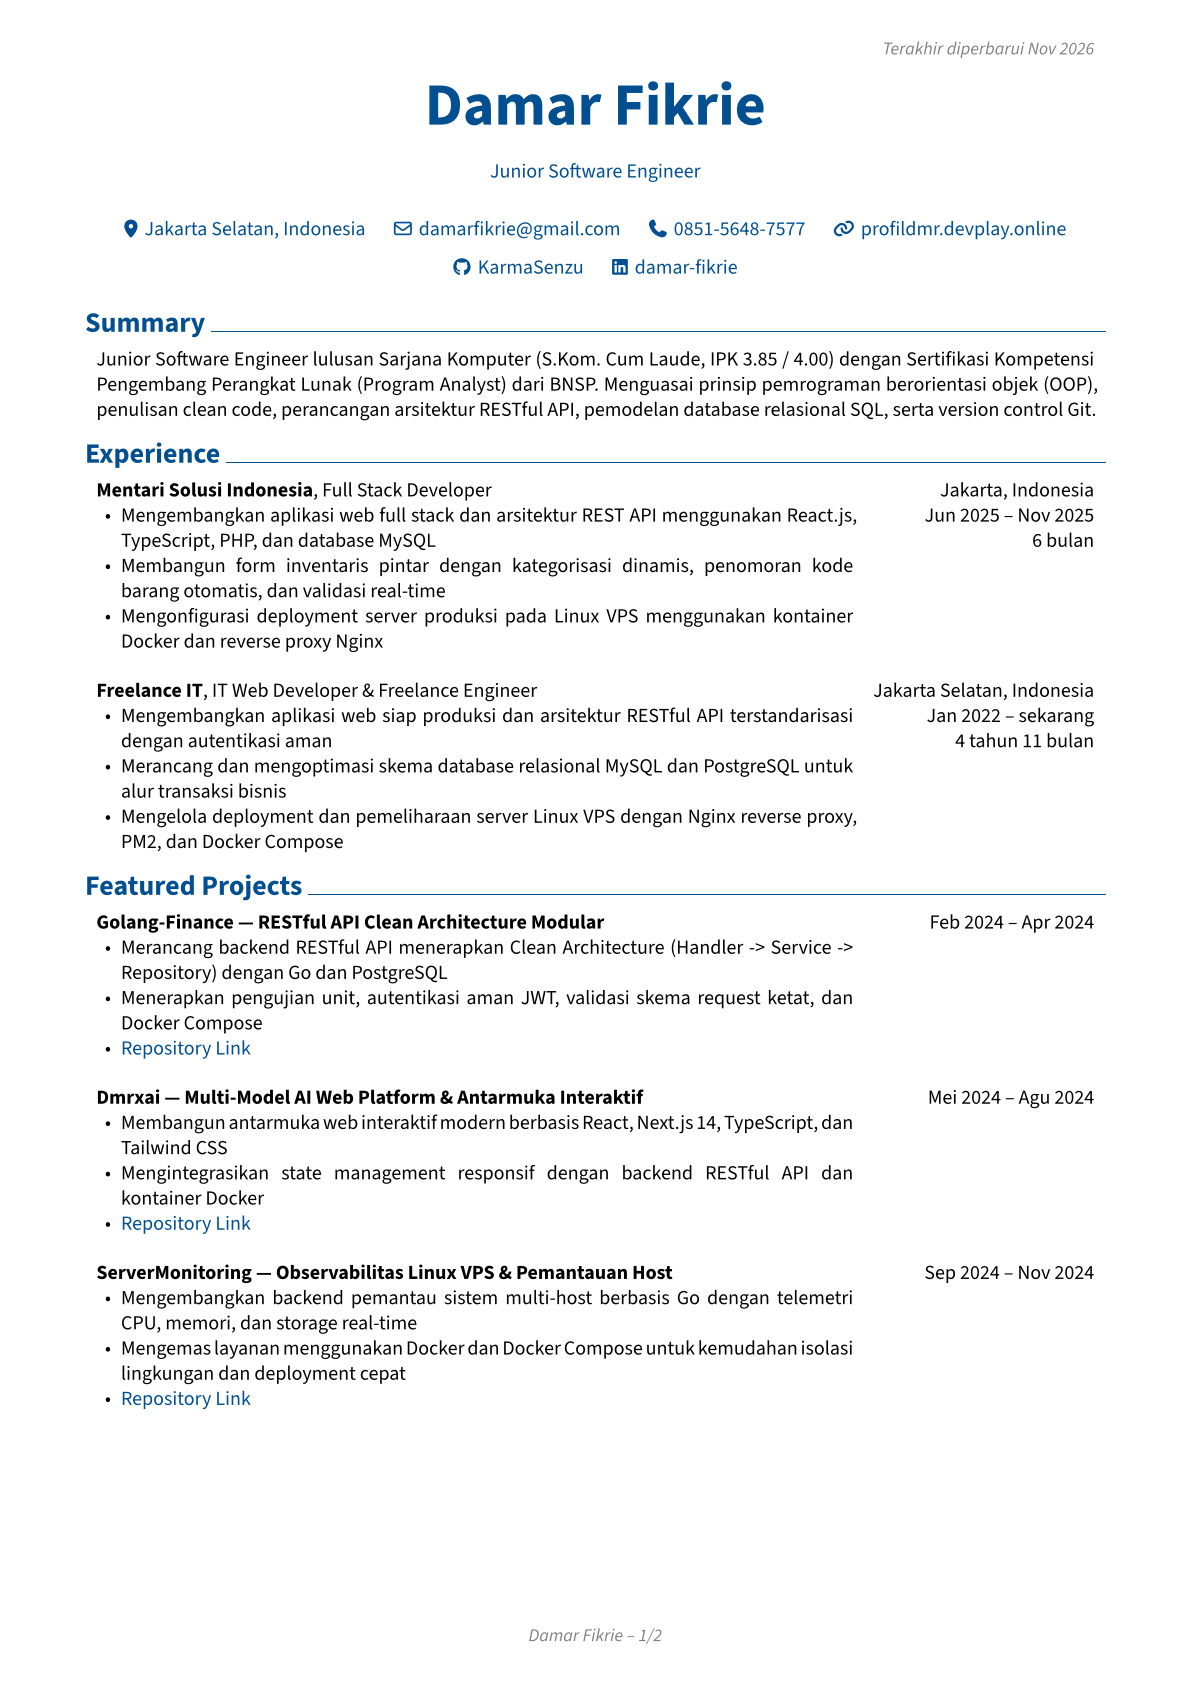 Terakhir diperbarui Nov 2026
Damar Fikrie
Junior Software Engineer
Jakarta Selatan, Indonesia damarfikrie@gmail.com 0851-5648-7577 profildmr.devplay.online
KarmaSenzu damar-fikrie
Summary
Junior Software Engineer lulusan Sarjana Komputer (S.Kom. Cum Laude, IPK 3.85 / 4.00) dengan Sertifikasi Kompetensi
Pengembang Perangkat Lunak (Program Analyst) dari BNSP. Menguasai prinsip pemrograman berorientasi objek (OOP),
penulisan clean code, perancangan arsitektur RESTful API, pemodelan database relasional SQL, serta version control Git.
Experience
Mentari Solusi Indonesia, Full Stack Developer Jakarta, Indonesia
• Mengembangkan aplikasi web full stack dan arsitektur REST API menggunakan React.js, Jun 2025 – Nov 2025
TypeScript, PHP, dan database MySQL 6 bulan
• Membangun form inventaris pintar dengan kategorisasi dinamis, penomoran kode
barang otomatis, dan validasi real-time
• Mengonfigurasi deployment server produksi pada Linux VPS menggunakan kontainer
Docker dan reverse proxy Nginx
Freelance IT, IT Web Developer & Freelance Engineer Jakarta Selatan, Indonesia
• Mengembangkan aplikasi web siap produksi dan arsitektur RESTful API terstandarisasi Jan 2022 – sekarang
dengan autentikasi aman 4 tahun 11 bulan
• Merancang dan mengoptimasi skema database relasional MySQL dan PostgreSQL untuk
alur transaksi bisnis
• Mengelola deployment dan pemeliharaan server Linux VPS dengan Nginx reverse proxy,
PM2, dan Docker Compose
Featured Projects
Golang-Finance — RESTful API Clean Architecture Modular Feb 2024 – Apr 2024
• Merancang backend RESTful API menerapkan Clean Architecture (Handler -> Service ->
Repository) dengan Go dan PostgreSQL
• Menerapkan pengujian unit, autentikasi aman JWT, validasi skema request ketat, dan
Docker Compose
• Repository Link
Dmrxai — Multi-Model AI Web Platform & Antarmuka Interaktif Mei 2024 – Agu 2024
• Membangun antarmuka web interaktif modern berbasis React, Next.js 14, TypeScript, dan
Tailwind CSS
• Mengintegrasikan state management responsif dengan backend RESTful API dan
kontainer Docker
• Repository Link
ServerMonitoring — Observabilitas Linux VPS & Pemantauan Host Sep 2024 – Nov 2024
• Mengembangkan backend pemantau sistem multi-host berbasis Go dengan telemetri
CPU, memori, dan storage real-time
• Mengemas layanan menggunakan Docker dan Docker Compose untuk kemudahan isolasi
lingkungan dan deployment cepat
• Repository Link
Damar Fikrie – 1/2